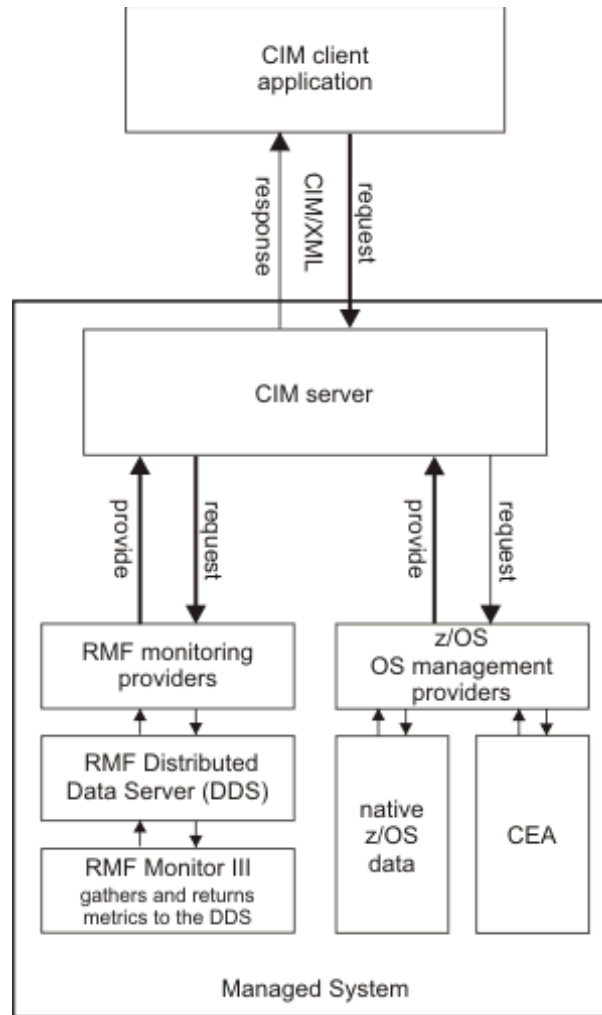 CIM client
application
response
CIM/XML
request
CIM server
provide
request
provide
request
RMF monitoring
providers
z/OS
OS management
providers
RMF Distributed
Data Server (DDS)
native
z/OS
data
CEA
RMF Monitor III
gathers and returns
metrics to the DDS
Managed System